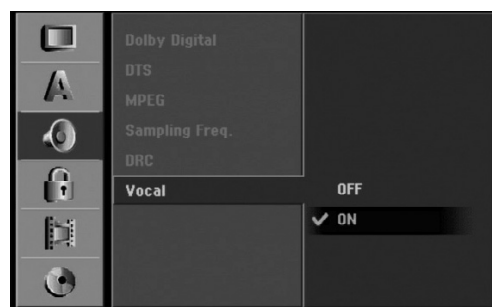 A
Dolby Digital
DTS
MPEG
Sampling Freq.
DRC
Vocal
OFF
ON